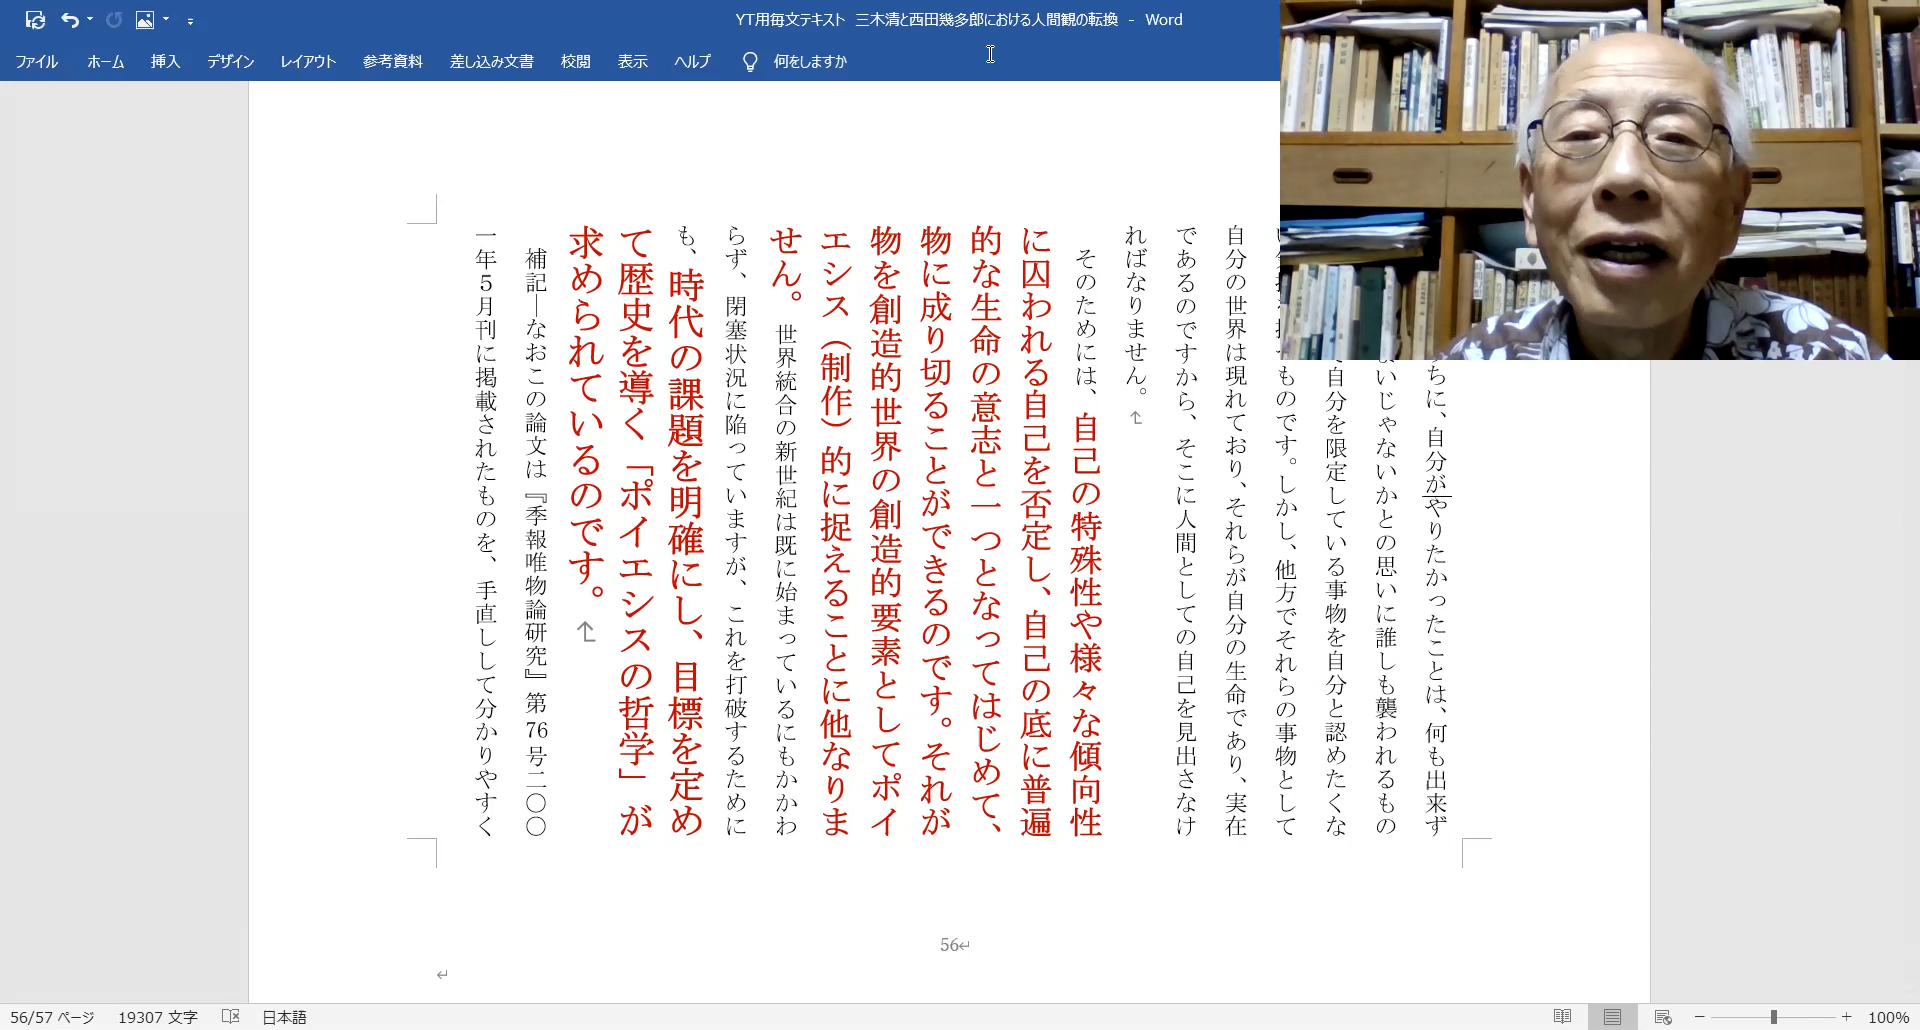 YT用毎文テキスト 三木清と西田幾多郎における人間観の転換 - Word
ファイル ホーム 挿入 デザイン レイアウト 参考資料 差し込み文書 校閲 表示 ヘルプ 何をしますか
ちに、自分がやりたかったことは、何も出来ず
いじゃないかとの思いに誰しも襲われるもの
自分を限定している事物を自分と認めたくな
ものです。しかし、他方でそれらの事物として
自分の世界は現れており、それらが自分の生命であり、実在
であるのですから、そこに人間としての自己を見出さなけ
ればなりません。
そのためには、自己の特殊性や様々な傾向性
に囚われる自己を否定し、自己の底に普遍
的な生命の意志と一つとなってはじめて、
物に成り切ることができるのです。それが
物を創造的世界の創造的要素としてポイ
エシス（制作）的に捉えることに他なりま
せん。世界統合の新世紀は既に始まっているにもかかわ
らず、閉塞状況に陥っていますが、これを打破するために
も、時代の課題を明確にし、目標を定め
て歴史を導く「ポイエシスの哲学」が
求められているのです。
補記―なおこの論文は『季報唯物論研究』第76号二〇〇
一年５月刊に掲載されたものを、手直しして分かりやすく
56
56/57 ページ 19307 文字 日本語 100%